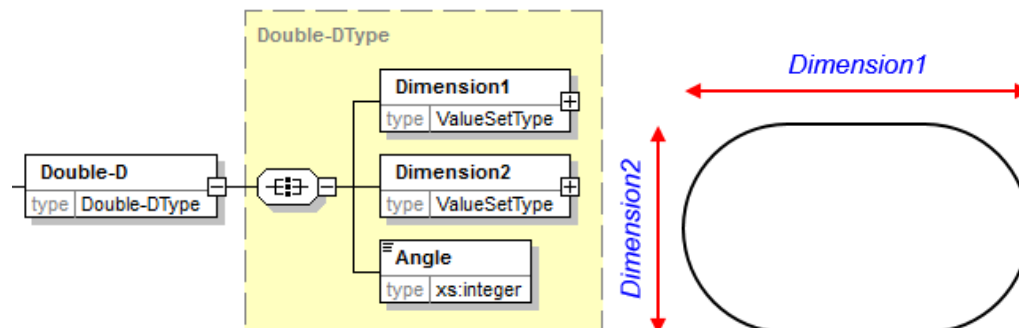 Double-DType
Dimension1
type ValueSetType
Double-D
type Double-DType
Dimension2
type ValueSetType
Angle
type xs:integer
Dimension1
Dimension2